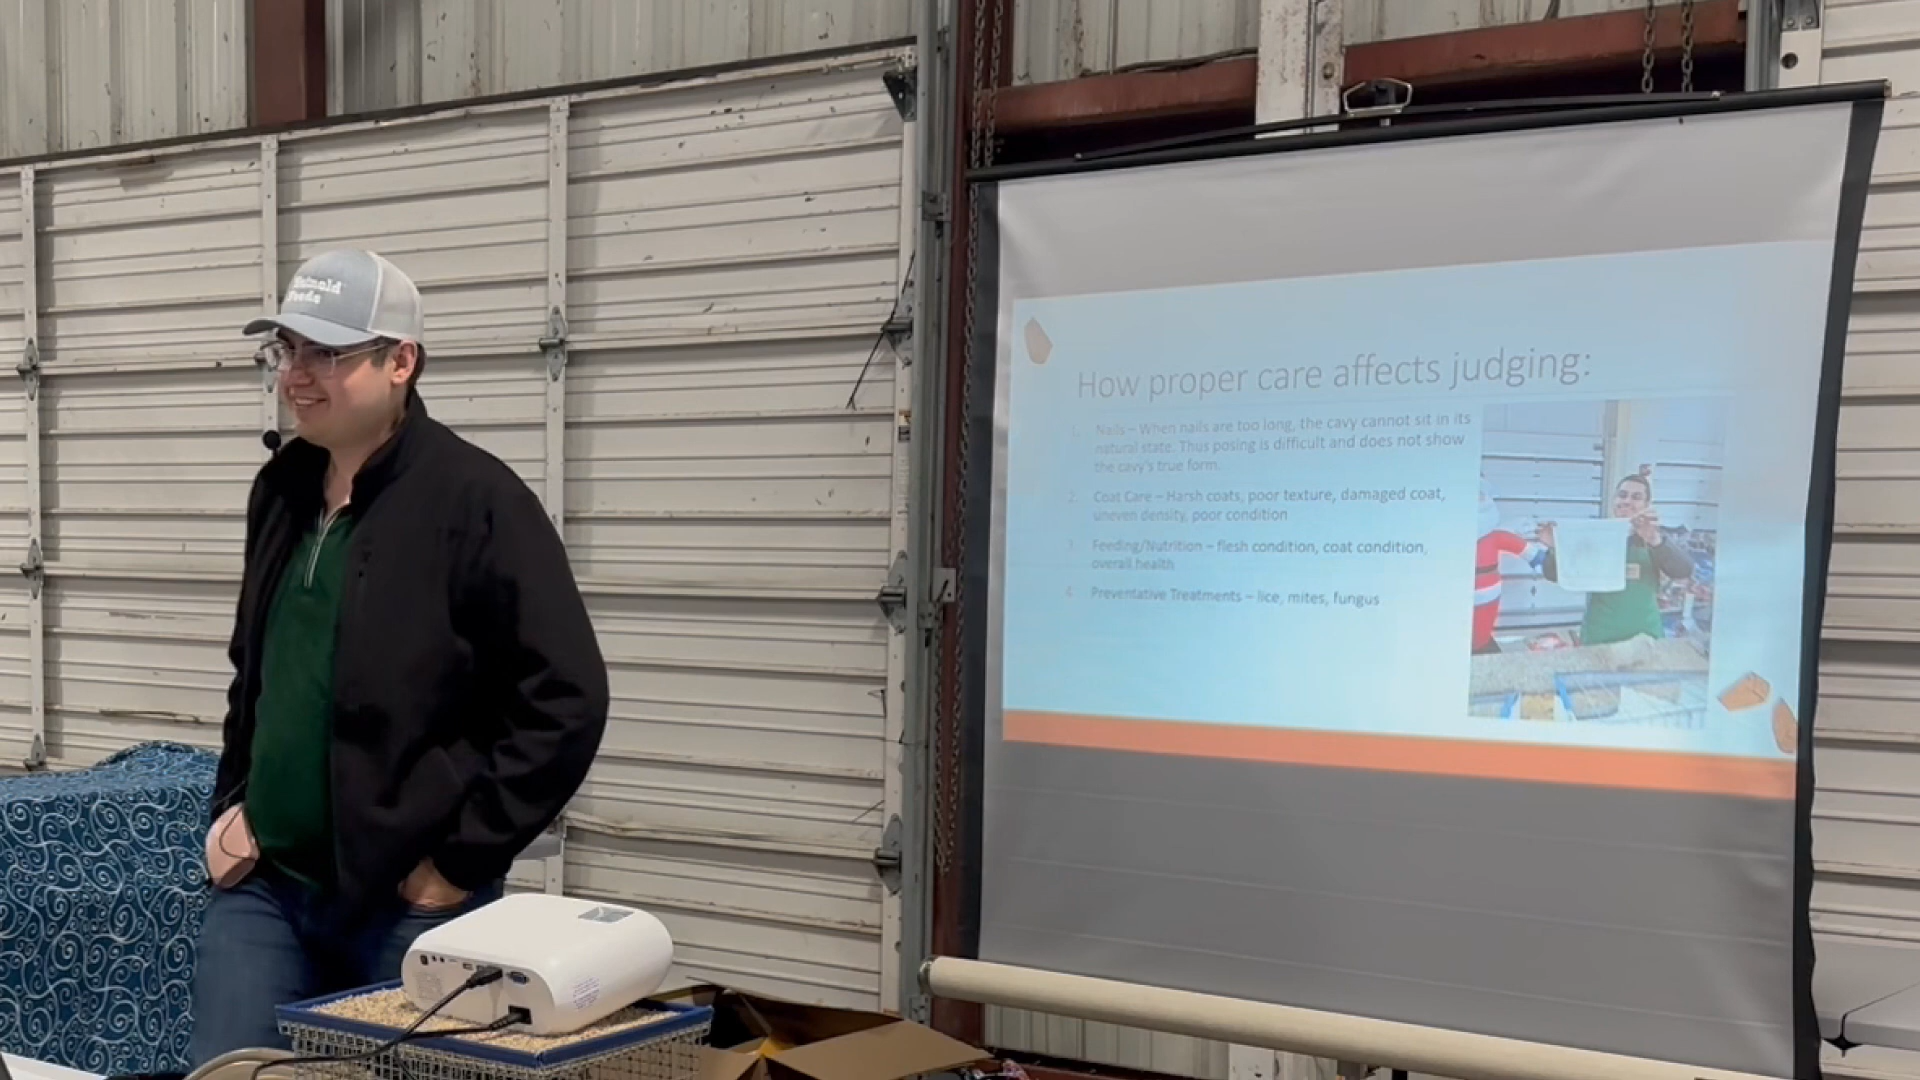 Heinold
Feeds
How proper care affects judging:
1. Nails – When nails are too long, the cavy cannot sit in its
natural state. Thus posing is difficult and does not show
the cavy's true form.
2. Coat Care – Harsh coats, poor texture, damaged coat,
uneven density, poor condition
3. Feeding/Nutrition – flesh condition, coat condition,
overall health
4. Preventative Treatments – lice, mites, fungus